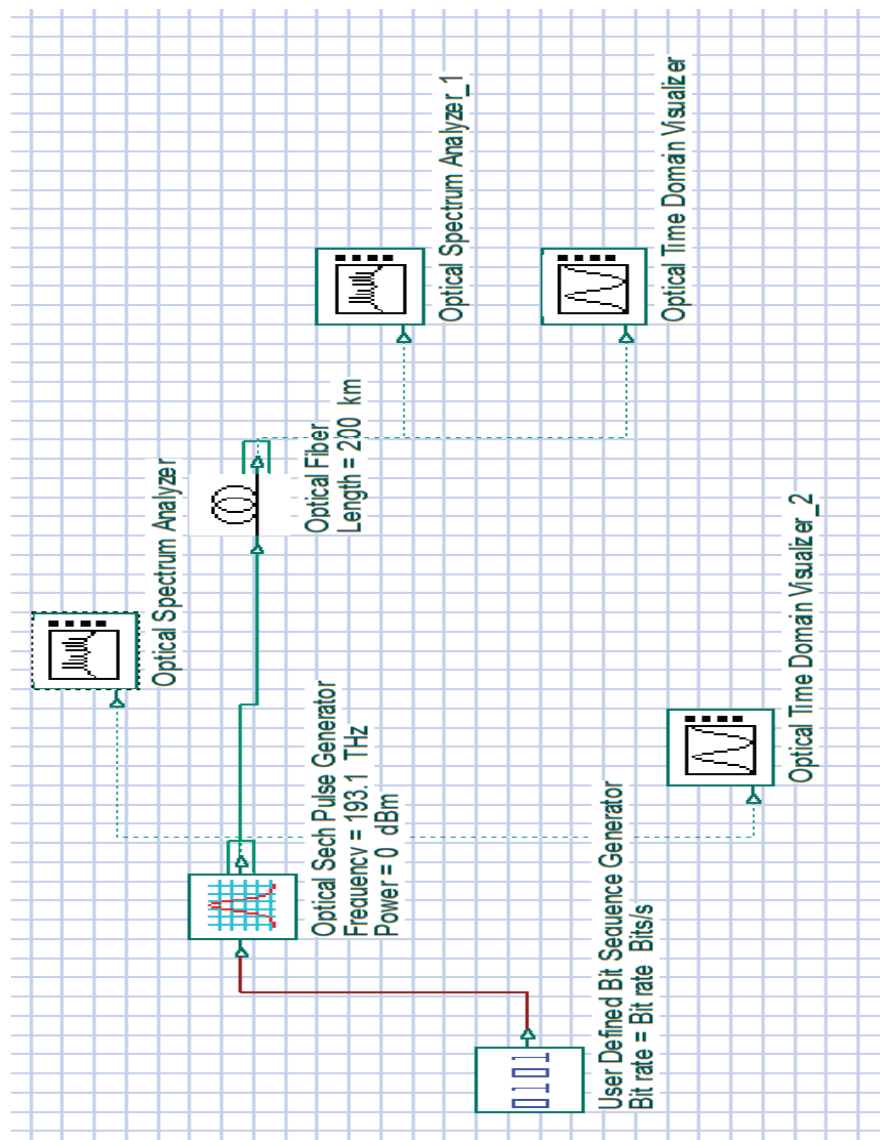 User Defined Bit Sequence Generator
Bit rate = Bit rate Bits/s
0101
Optical Sech Pulse Generator
Frequency = 193.1 THz
Power = 0 dBm
Optical Spectrum Analyzer
Optical Time Domain Visualizer_2
Optical Fiber
Length = 200 km
Optical Spectrum Analyzer_1
Optical Time Domain Visualizer